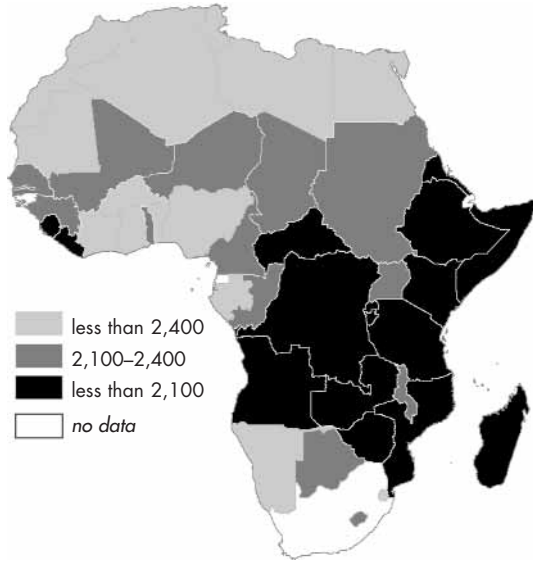 less than 2,400
2,100–2,400
less than 2,100
no data